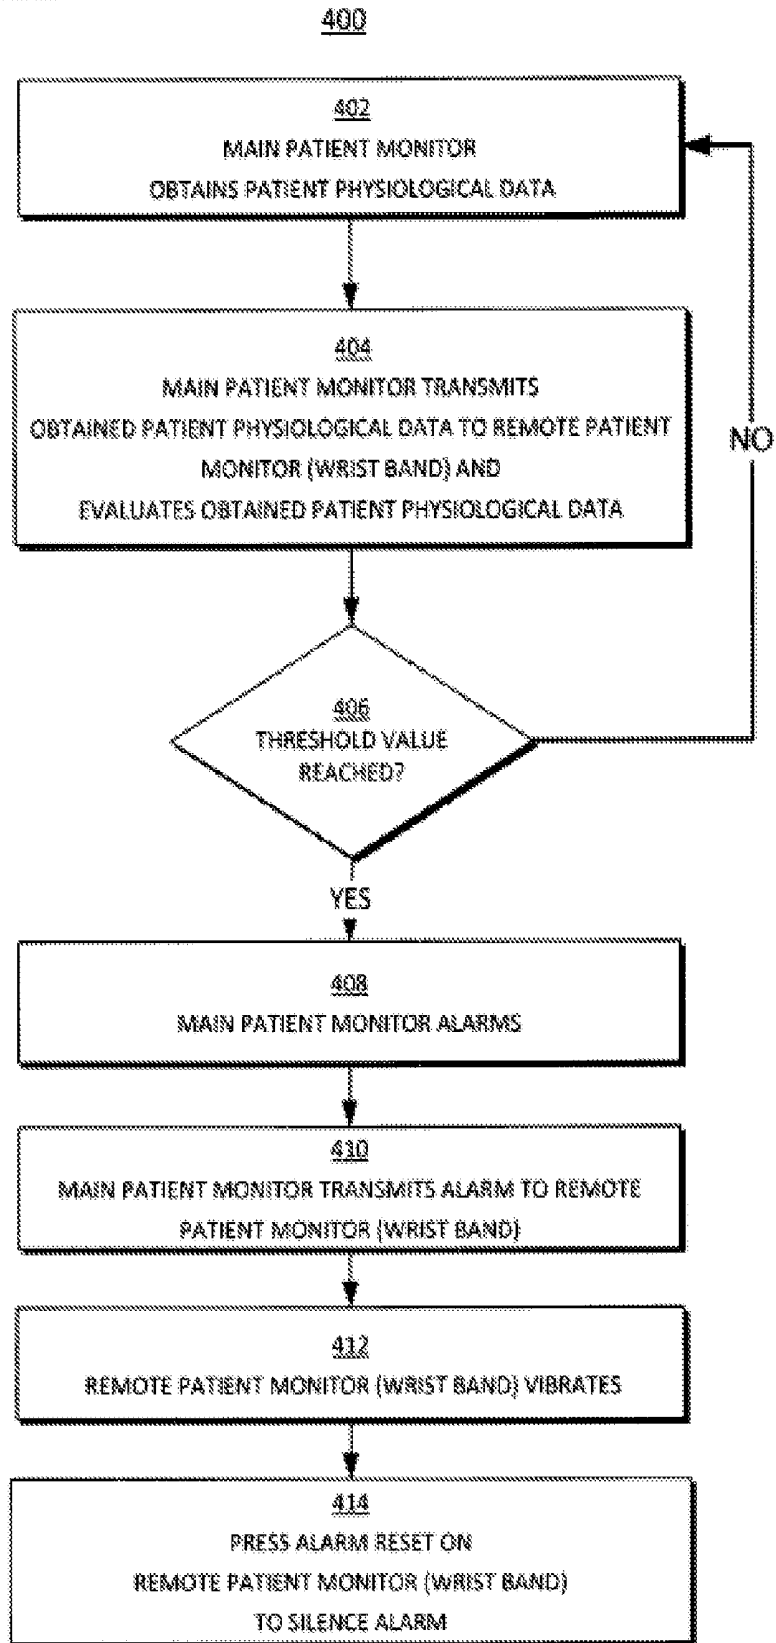 400
402
MAIN PATIENT MONITOR
OBTAINS PATIENT PHYSIOLOGICAL DATA
404
MAIN PATIENT MONITOR TRANSMITS
OBTAINED PATIENT PHYSIOLOGICAL DATA TO REMOTE PATIENT
MONITOR (WRIST BAND) AND
EVALUATES OBTAINED PATIENT PHYSIOLOGICAL DATA
NO
406
THRESHOLD VALUE
REACHED?
YES
408
MAIN PATIENT MONITOR ALARMS
410
MAIN PATIENT MONITOR TRANSMITS ALARM TO REMOTE
PATIENT MONITOR (WRIST BAND)
412
REMOTE PATIENT MONITOR (WRIST BAND) VIBRATES
414
PRESS ALARM RESET ON
REMOTE PATIENT MONITOR (WRIST BAND)
TO SILENCE ALARM